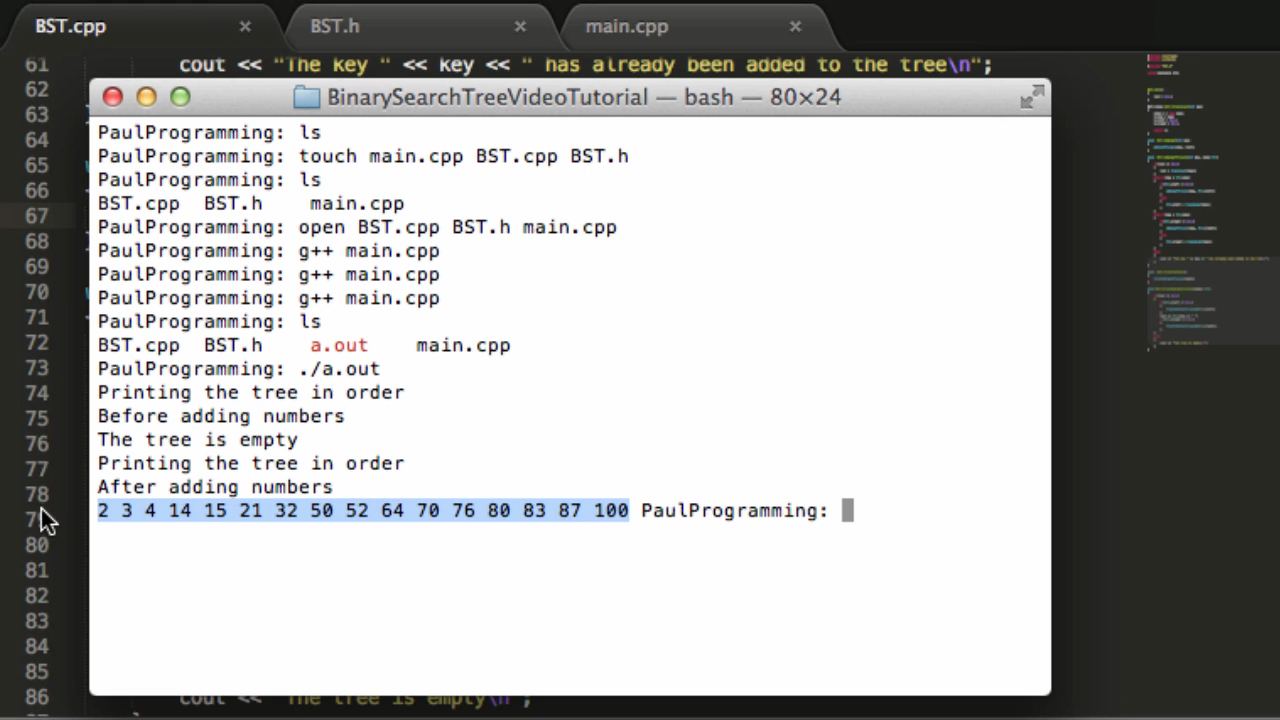 BST.cpp × BST.h × main.cpp ×
61 cout << "The key " << key << " has already been added to the tree\n";
62
BinarySearchTreeVideoTutorial — bash — 80×24
63
PaulProgramming: ls
64
PaulProgramming: touch main.cpp BST.cpp BST.h
65
PaulProgramming: ls
66
BST.cpp BST.h main.cpp
67
PaulProgramming: open BST.cpp BST.h main.cpp
68
PaulProgramming: g++ main.cpp
69
PaulProgramming: g++ main.cpp
70
PaulProgramming: g++ main.cpp
71
PaulProgramming: ls
72
BST.cpp BST.h a.out main.cpp
73
PaulProgramming: ./a.out
74
Printing the tree in order
75
Before adding numbers
76
The tree is empty
77
Printing the tree in order
78
After adding numbers
2 3 4 14 15 21 32 50 52 64 70 76 80 83 87 100 PaulProgramming:
80
81
82
83
84
85
86 cout << "The tree is empty\n";